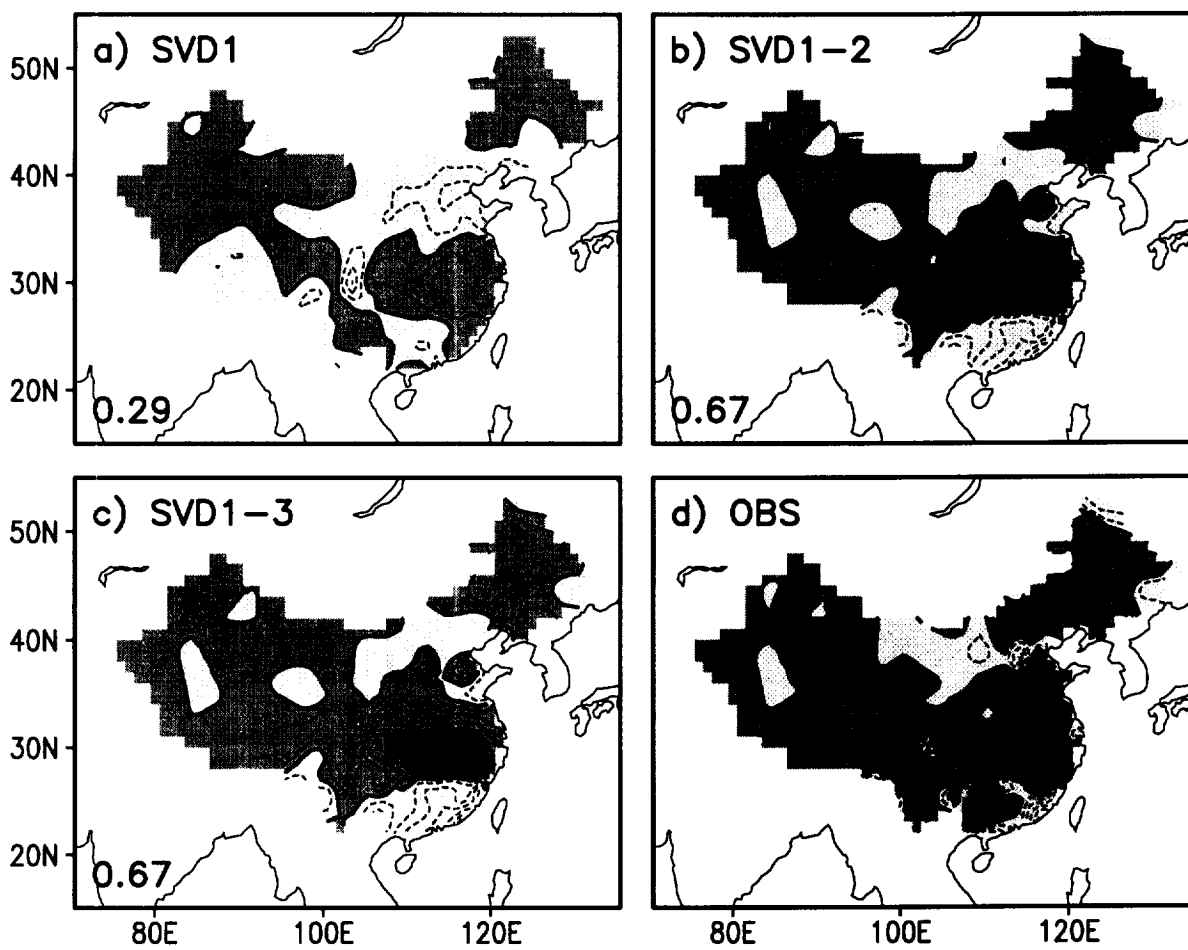 a) SVD1
b) SVD1-2
50N
40N
30N
20N
0.29
0.67
c) SVD1-3
d) OBS
50N
40N
30N
20N
0.67
80E
100E
120E
80E
100E
120E